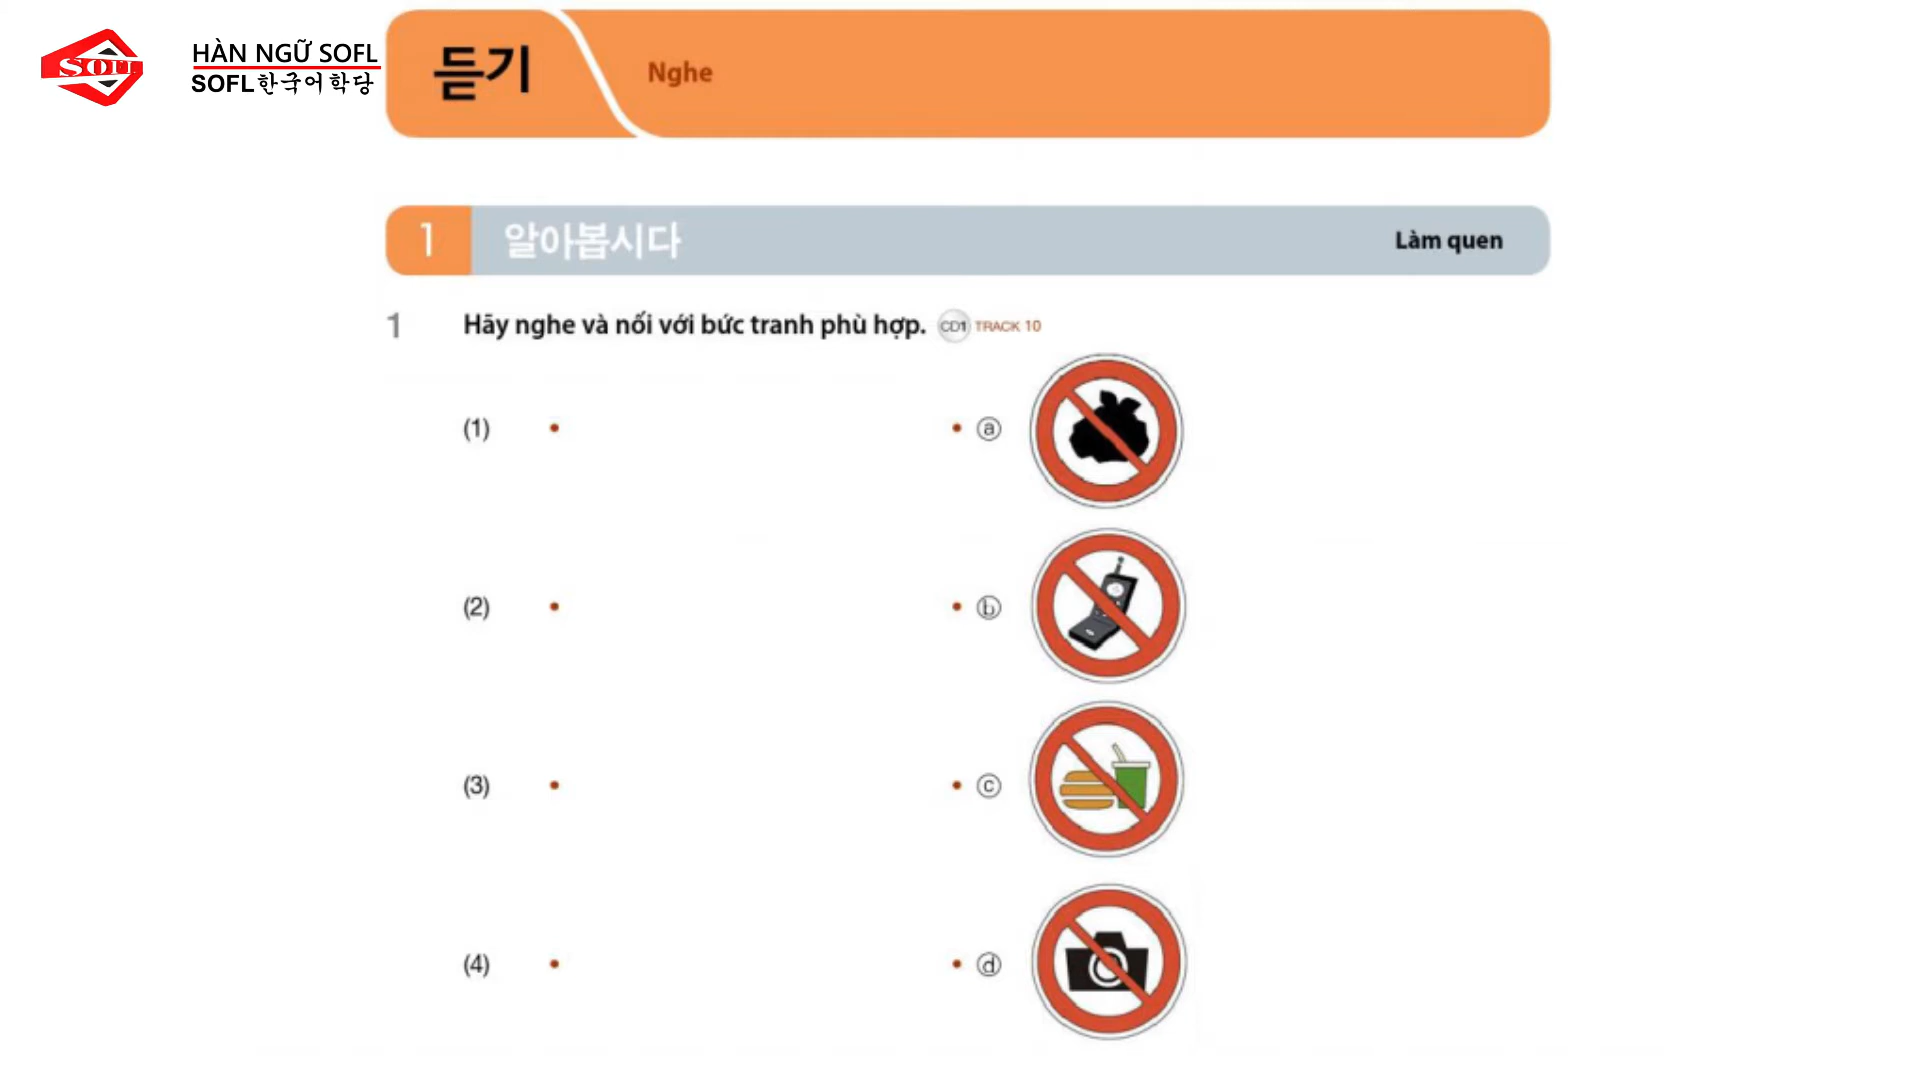 SOFL
HÀN NGỮ SOFL
SOFL한국어학당
듣기
Nghe
1 알아봅시다 Làm quen
1 Hãy nghe và nối với bức tranh phù hợp. CD1 TRACK 10
(1) • • ⓐ
(2) • • ⓑ
(3) • • ⓒ
(4) • • ⓓ